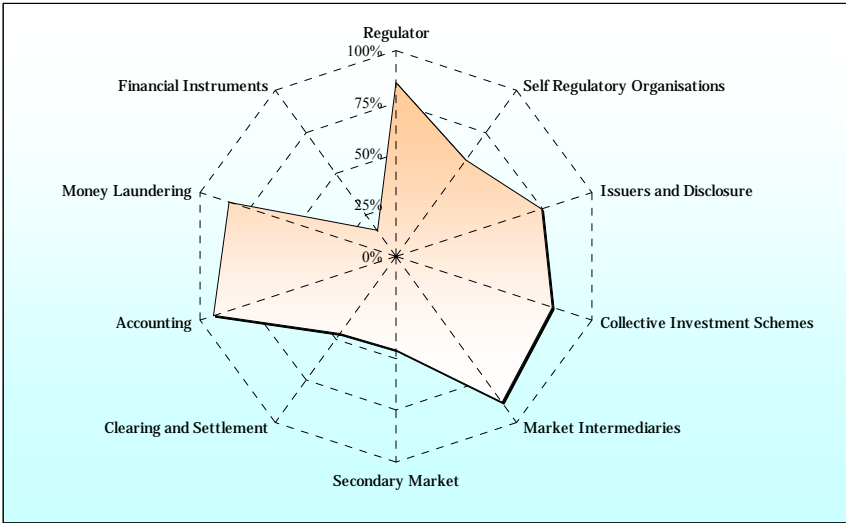 Regulator
100%
Financial Instruments
Self Regulatory Organisations
75%
50%
Money Laundering
Issuers and Disclosure
25%
0%
Accounting
Collective Investment Schemes
Clearing and Settlement
Market Intermediaries
Secondary Market